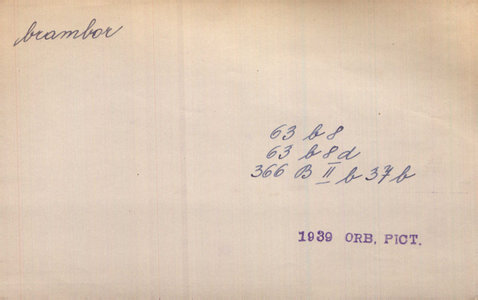 brambor
63 b 8
63 b 8 d
366 B II b 37 b
1939 ORB. PICT.